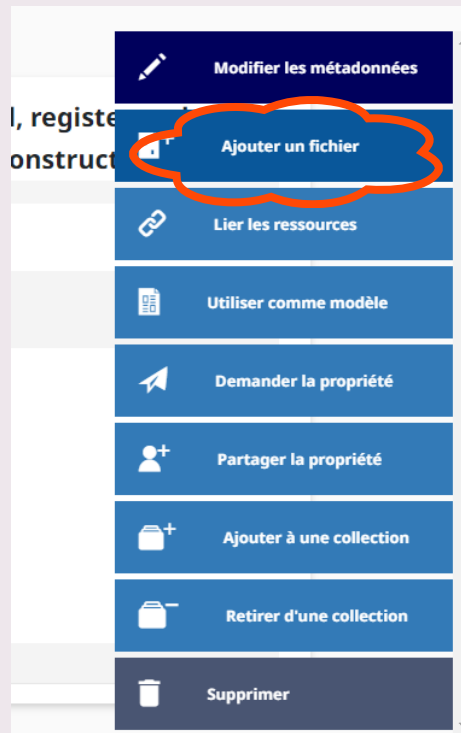 Modifier les métadonnées
l, registe
Ajouter un fichier
onstruct
Lier les ressources
Utiliser comme modèle
Demander la propriété
Partager la propriété
Ajouter à une collection
Retirer d'une collection
Supprimer